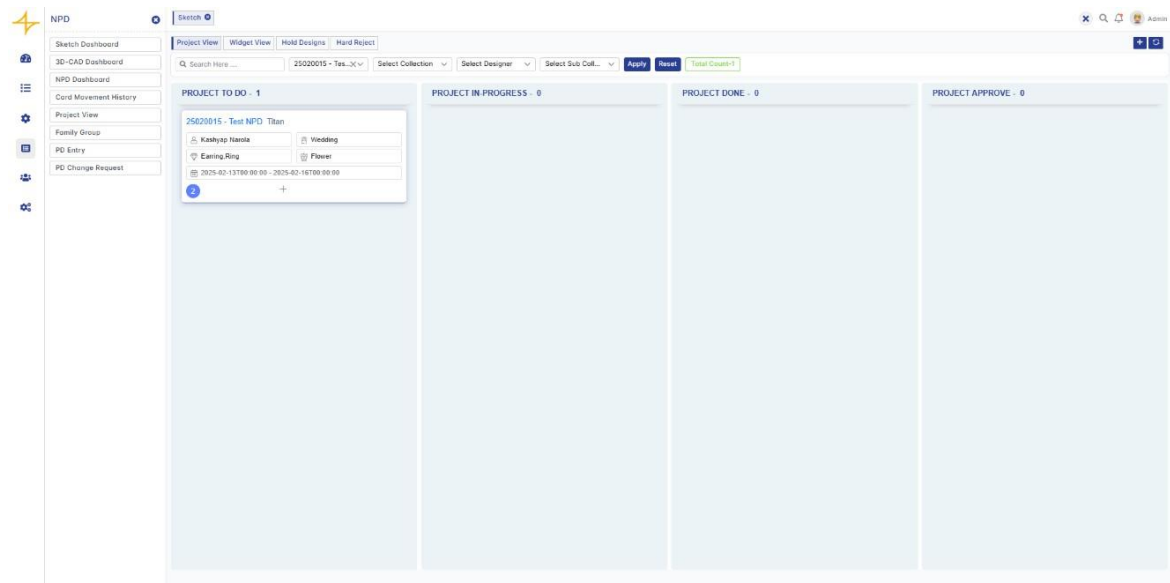 NPD
Sketch Dashboard
3D-CAD Dashboard
NPD Dashboard
Card Movement History
Project View
Family Group
PD Entry
PD Change Request
Sketch
Admin
Project View Widget View Hold Designs Hard Reject
Search Here .... 25020015 - Tes... Select Collection Select Designer Select Sub Coll... Apply Reset Total Count-1
PROJECT TO DO - 1
25020015 - Test NPD Titan
Kashyap Narola Wedding
Earring,Ring Flower
2025-02-13T00:00:00 - 2025-02-16T00:00:00
2
PROJECT IN-PROGRESS - 0
PROJECT DONE - 0
PROJECT APPROVE - 0